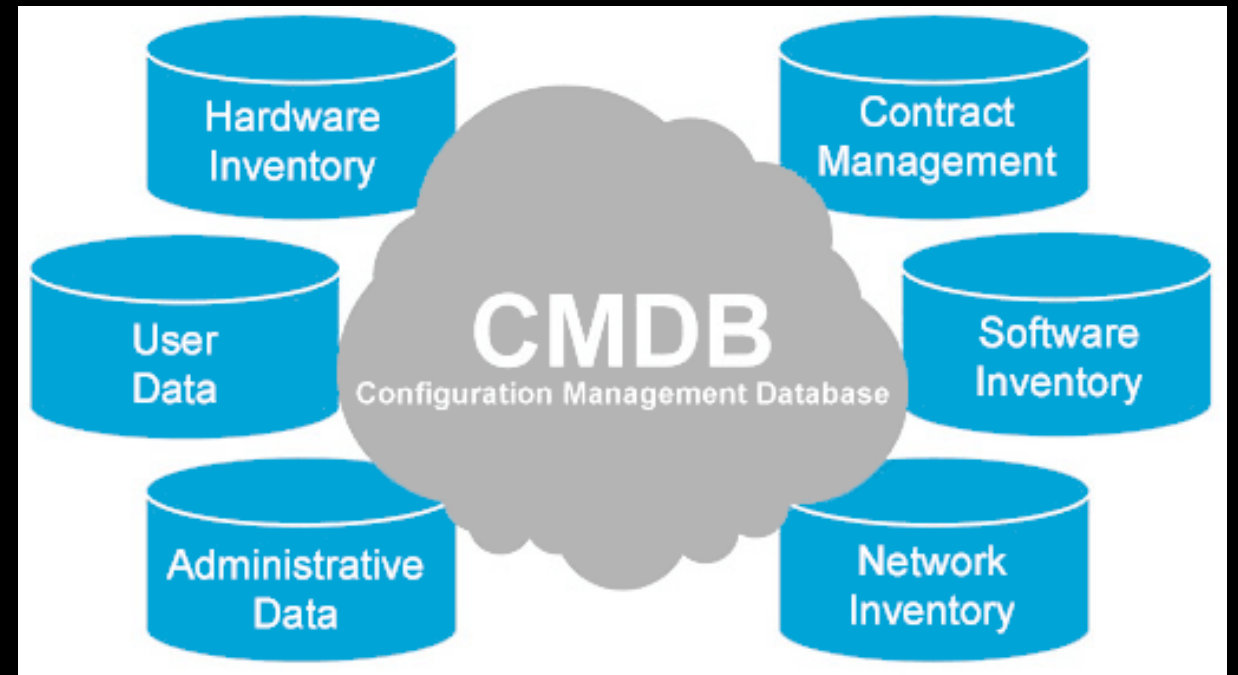 Hardware
Inventory
Contract
Management
User
Data
CMDB
Configuration Management Database
Software
Inventory
Administrative
Data
Network
Inventory